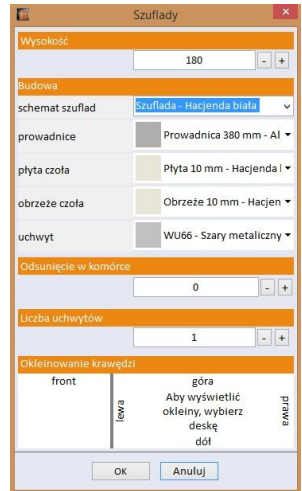 Szuflady
Wysokość
180 - +
Budowa
schemat szuflad Szuflada - Hacjenda biała
prowadnice Prowadnica 380 mm - Al
płyta czoła Płyta 10 mm - Hacjenda l
obrzeże czoła Obrzeże 10 mm - Hacjen
uchwyt WU66 - Szary metaliczny
Odsunięcie w komórce
0 - +
Liczba uchwytów
1 - +
Okleinowanie krawędzi
front
lewa
góra
Aby wyświetlić
okleiny, wybierz
deskę
dół
prawa
OK Anuluj